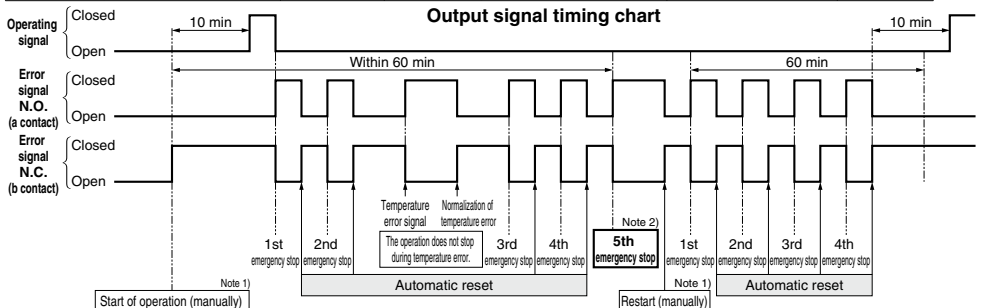 Output signal timing chart
Operating
signal
Closed
Open
10 min
10 min
Within 60 min
60 min
Error
signal
N.O.
(a contact)
Closed
Open
Error
signal
N.C.
(b contact)
Closed
Open
Temperature
error signal
Normalization of
temperature error
The operation does not stop
during temperature error.
1st
emergency stop
2nd
emergency stop
3rd
emergency stop
4th
emergency stop
Note 2)
5th
emergency stop
1st
emergency stop
2nd
emergency stop
3rd
emergency stop
4th
emergency stop
Note 1)
Start of operation (manually)
Automatic reset
Note 1)
Restart (manually)
Automatic reset